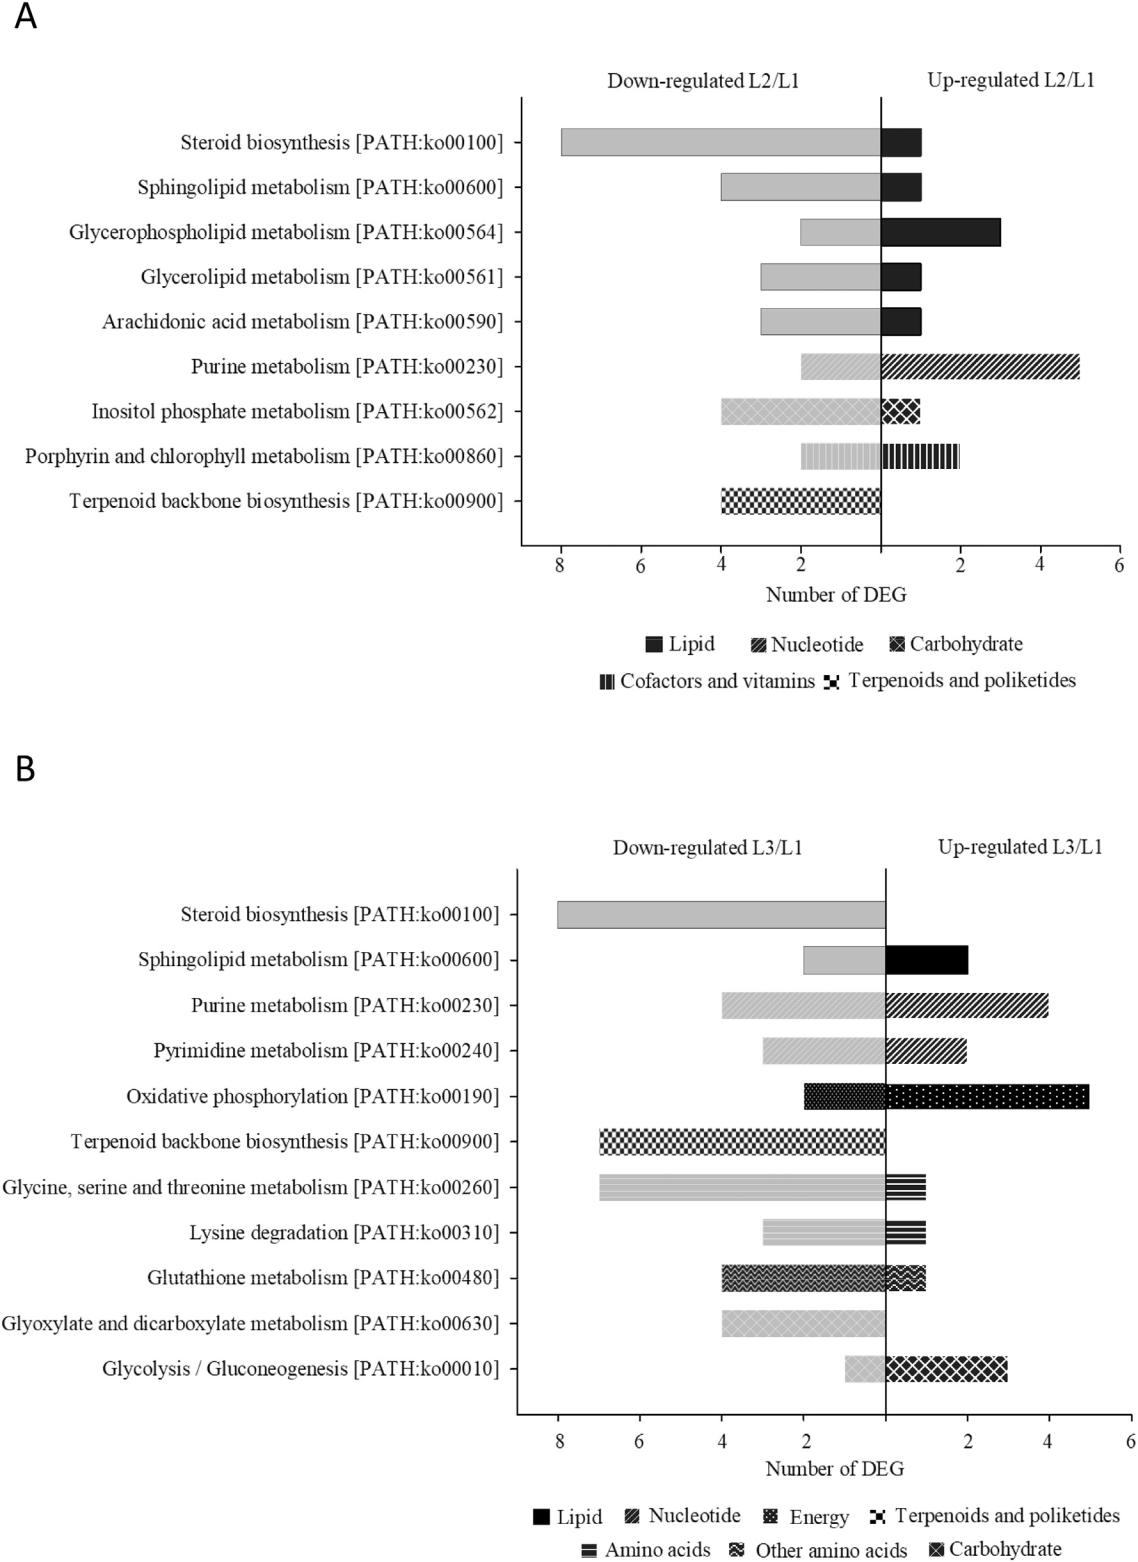 A
Down-regulated L2/L1 Up-regulated L2/L1
Steroid biosynthesis [PATH:ko00100]
Sphingolipid metabolism [PATH:ko00600]
Glycerophospholipid metabolism [PATH:ko00564]
Glycerolipid metabolism [PATH:ko00561]
Arachidonic acid metabolism [PATH:ko00590]
Purine metabolism [PATH:ko00230]
Inositol phosphate metabolism [PATH:ko00562]
Porphyrin and chlorophyll metabolism [PATH:ko00860]
Terpenoid backbone biosynthesis [PATH:ko00900]
8 6 4 2 2 4 6
Number of DEG
Lipid Nucleotide Carbohydrate
Cofactors and vitamins Terpenoids and poliketides
B
Down-regulated L3/L1 Up-regulated L3/L1
Steroid biosynthesis [PATH:ko00100]
Sphingolipid metabolism [PATH:ko00600]
Purine metabolism [PATH:ko00230]
Pyrimidine metabolism [PATH:ko00240]
Oxidative phosphorylation [PATH:ko00190]
Terpenoid backbone biosynthesis [PATH:ko00900]
Glycine, serine and threonine metabolism [PATH:ko00260]
Lysine degradation [PATH:ko00310]
Glutathione metabolism [PATH:ko00480]
Glyoxylate and dicarboxylate metabolism [PATH:ko00630]
Glycolysis / Gluconeogenesis [PATH:ko00010]
8 6 4 2 2 4 6
Number of DEG
Lipid Nucleotide Energy Terpenoids and poliketides
Amino acids Other amino acids Carbohydrate